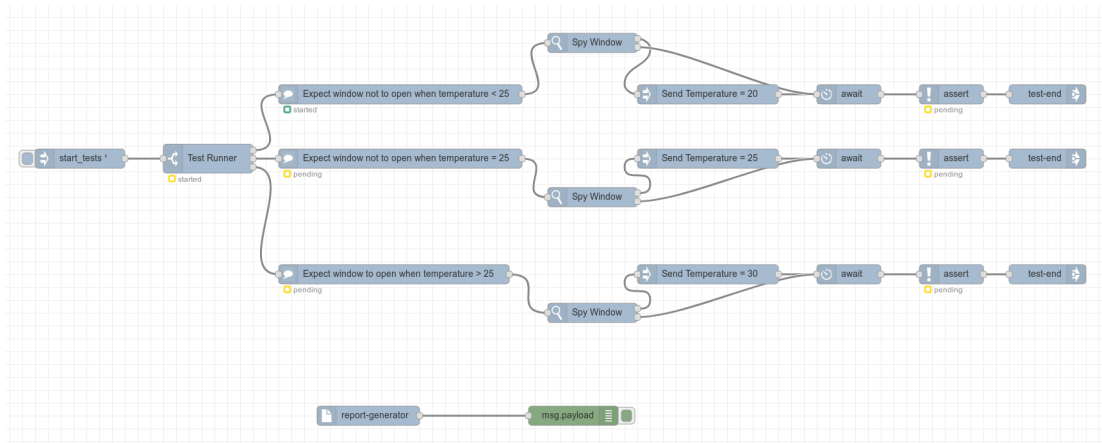 Spy Window
Expect window not to open when temperature < 25
Send Temperature = 20
await
assert
test-end
started
pending
start_tests ¹
Test Runner
Expect window not to open when temperature = 25
Send Temperature = 25
await
assert
test-end
started
pending
pending
Spy Window
Expect window to open when temperature > 25
Send Temperature = 30
await
assert
test-end
pending
pending
Spy Window
report-generator
msg.payload